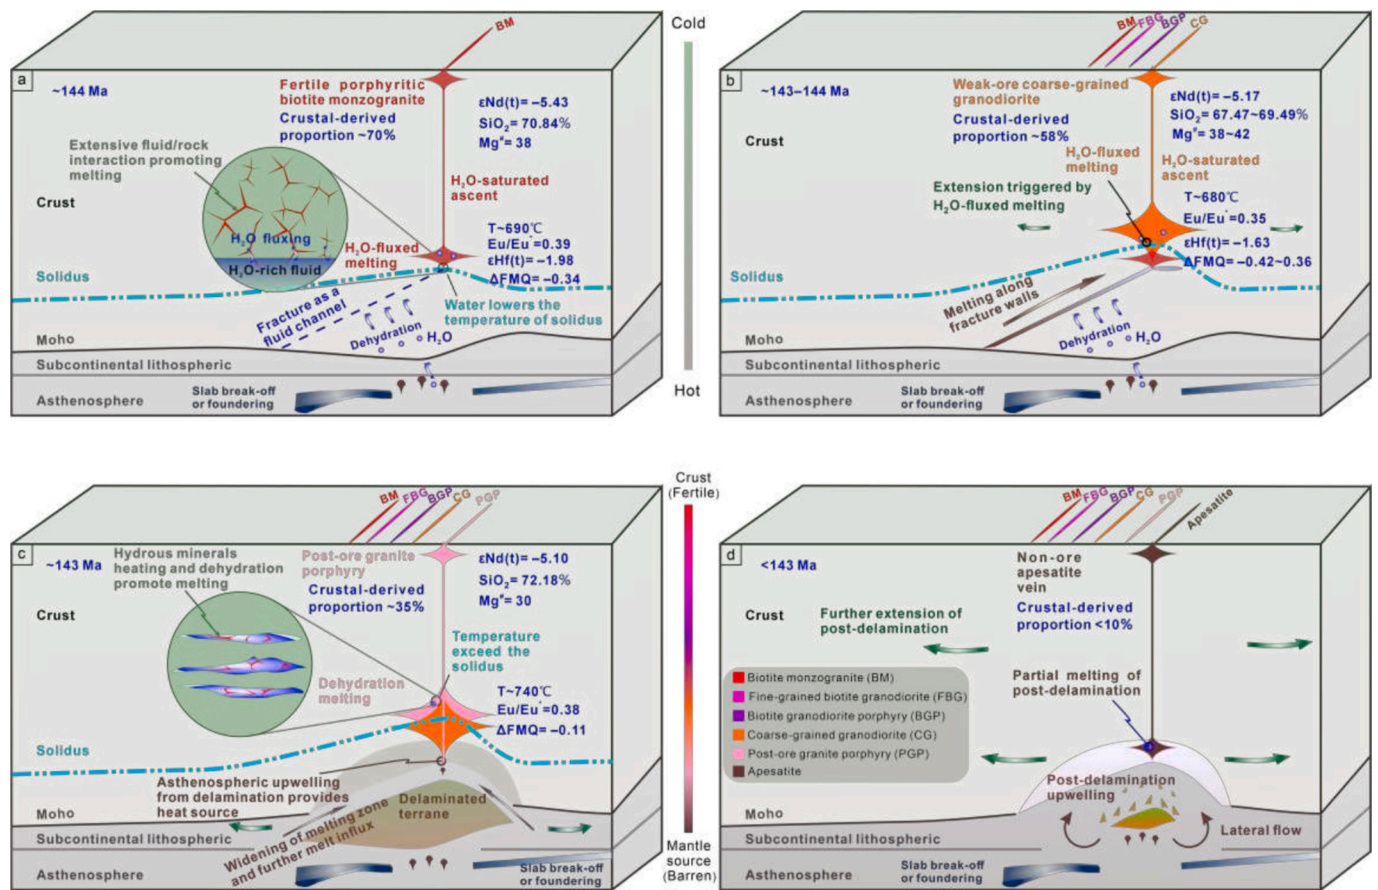 BM
a
~144 Ma
Fertile porphyritic
biotite monzogranite
Crustal-derived
proportion ~70%
εNd(t)= −5.43
SiO₂= 70.84%
Mg#= 38
Extensive fluid/rock
interaction promoting
melting
Crust
H₂O-saturated
ascent
H₂O fluxing
H₂O-rich fluid
H₂O-fluxed
melting
T~690℃
Eu/Eu*=0.39
εHf(t)= −1.98
ΔFMQ= −0.34
Solidus
Fracture as a
fluid channel
Water lowers the
temperature of solidus
Dehydration
H₂O
Moho
Subcontinental lithospheric
Asthenosphere
Slab break-off
or foundering
Cold
Hot
BM
FBG
BGP
CG
b
~143–144 Ma
Weak-ore coarse-grained
granodiorite
Crustal-derived
proportion ~58%
εNd(t)= −5.17
SiO₂= 67.47~69.49%
Mg#= 38~42
Crust
H₂O-fluxed
melting
H₂O-saturated
ascent
Extension triggered by
H₂O-fluxed melting
T~680℃
Eu/Eu*=0.35
εHf(t)= −1.63
ΔFMQ= −0.42~0.36
Solidus
Melting along
fracture walls
Dehydration
H₂O
Moho
Subcontinental lithospheric
Asthenosphere
Slab break-off
or foundering
BM
FBG
BGP
CG
PGP
c
~143 Ma
Hydrous minerals
heating and dehydration
promote melting
Post-ore granite
porphyry
Crustal-derived
proportion ~35%
εNd(t)= −5.10
SiO₂= 72.18%
Mg#= 30
Crust
Temperature
exceed the
solidus
Dehydration
melting
T~740℃
Eu/Eu*=0.38
ΔFMQ= −0.11
Solidus
Asthenospheric upwelling
from delamination provides
heat source
Widening of melting zone
and further melt influx
Delaminated
terrane
Moho
Subcontinental lithospheric
Asthenosphere
Slab break-off
or foundering
Crust
(Fertile)
Mantle
source
(Barren)
BM
FBG
BGP
CG
PGP
Apesatite
d
<143 Ma
Non-ore
apesatite
vein
Crustal-derived
proportion <10%
Crust
Further extension of
post-delamination
Partial melting of
post-delamination
Biotite monzogranite (BM)
Fine-grained biotite granodiorite (FBG)
Biotite granodiorite porphyry (BGP)
Coarse-grained granodiorite (CG)
Post-ore granite porphyry (PGP)
Apesatite
Post-delamination
upwelling
Lateral flow
Moho
Subcontinental lithospheric
Asthenosphere
Slab break-off
or foundering